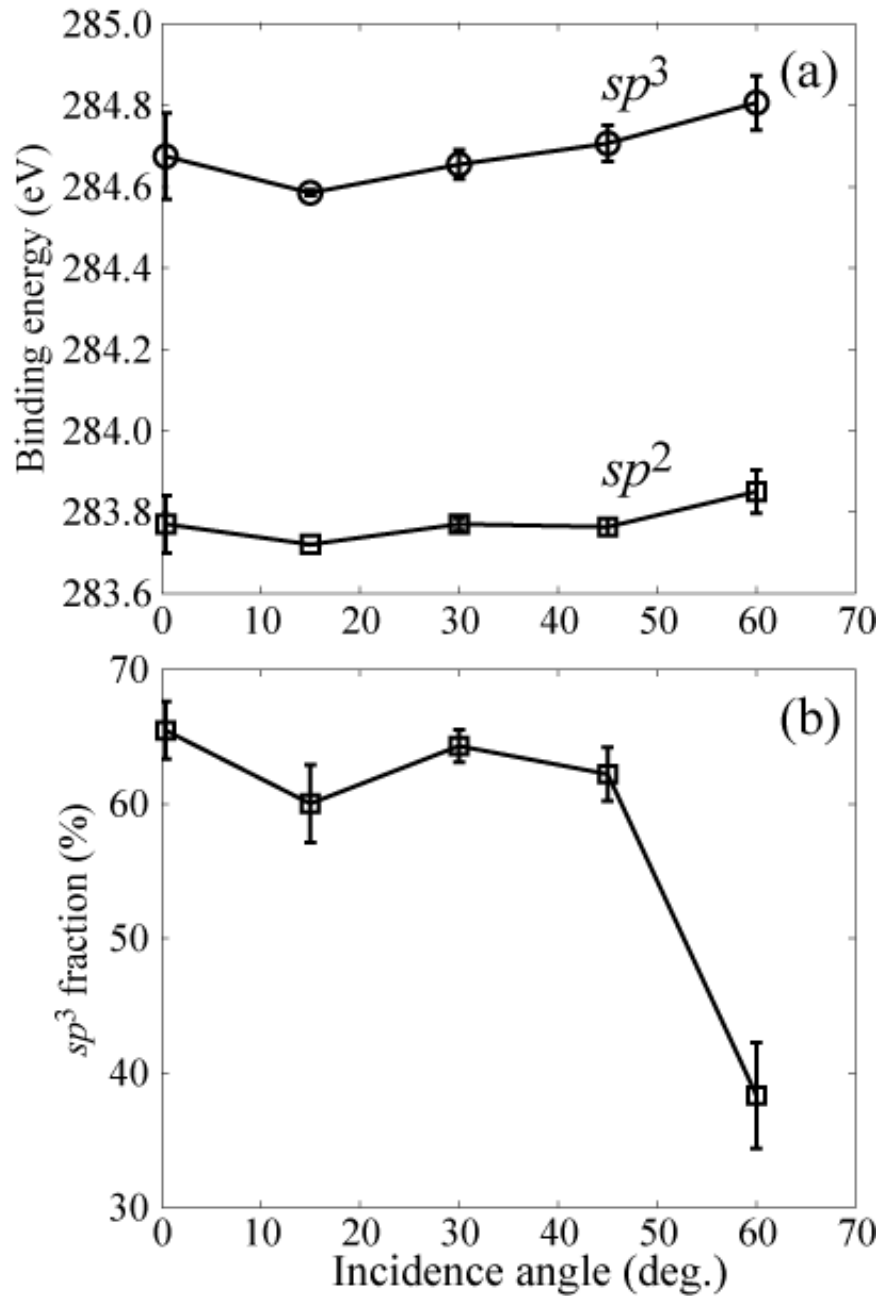 285.0
(a)
sp³
284.8
284.6
284.4
284.2
284.0
sp²
283.8
283.6
Binding energy (eV)
0 10 20 30 40 50 60 70
70
(b)
60
50
40
30
sp³ fraction (%)
0 10 20 30 40 50 60 70
Incidence angle (deg.)